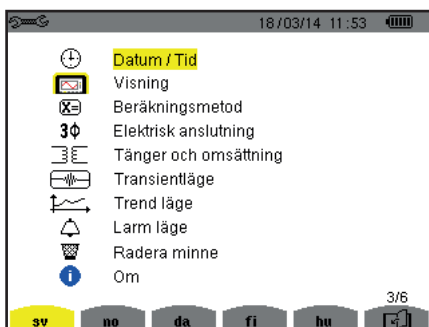 18/03/14 11:53
Datum / Tid
Visning
X= Beräkningsmetod
3ɸ Elektrisk anslutning
Tänger och omsättning
Transientläge
Trend läge
Larm läge
Radera minne
i Om
3/6
sv no da fi hu